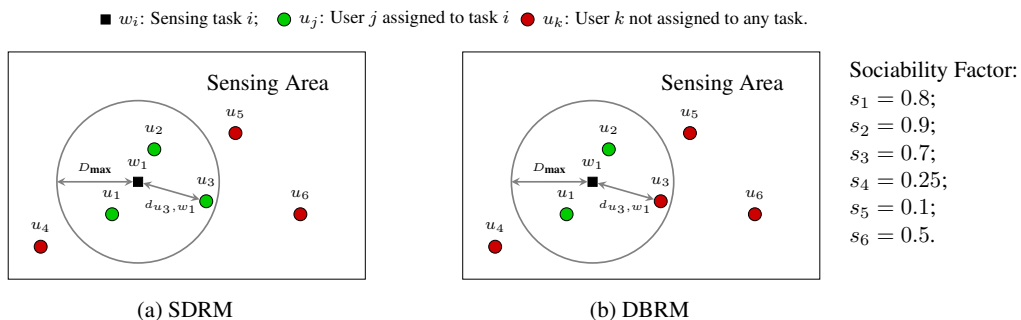 w_i: Sensing task i; u_j: User j assigned to task i u_k: User k not assigned to any task.
Sensing Area
u_5
u_2
w_1
D_max
u_3
u_1
d_{u_3,w_1}
u_6
u_4
(a) SDRM
Sensing Area
u_5
u_2
w_1
D_max
u_3
u_1
d_{u_3,w_1}
u_6
u_4
(b) DBRM
Sociability Factor:
s_1 = 0.8;
s_2 = 0.9;
s_3 = 0.7;
s_4 = 0.25;
s_5 = 0.1;
s_6 = 0.5.